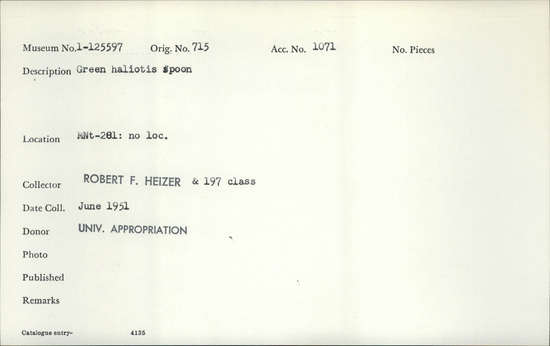 Museum No. 1-125597 Orig. No. 715 Acc. No. 1071 No. Pieces
Description Green haliotis spoon
Location MNt-281: no loc.
Collector ROBERT F. HEIZER & 197 class
Date Coll. June 1951
Donor UNIV. APPROPRIATION
Photo
Published
Remarks
Catalogue entry- 4135